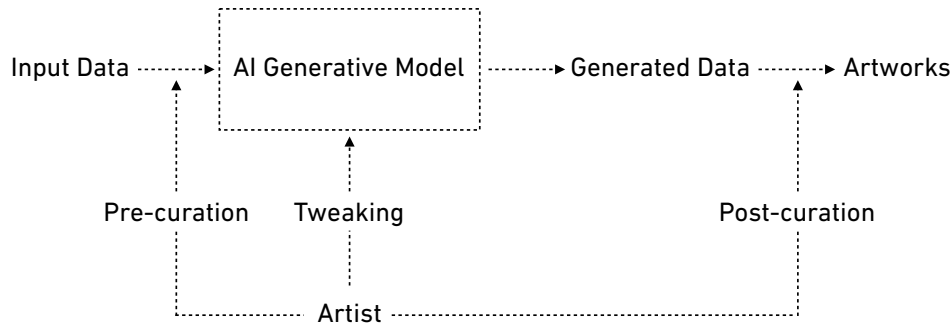 Input Data
AI Generative Model
Generated Data
Artworks
Pre-curation
Tweaking
Post-curation
Artist